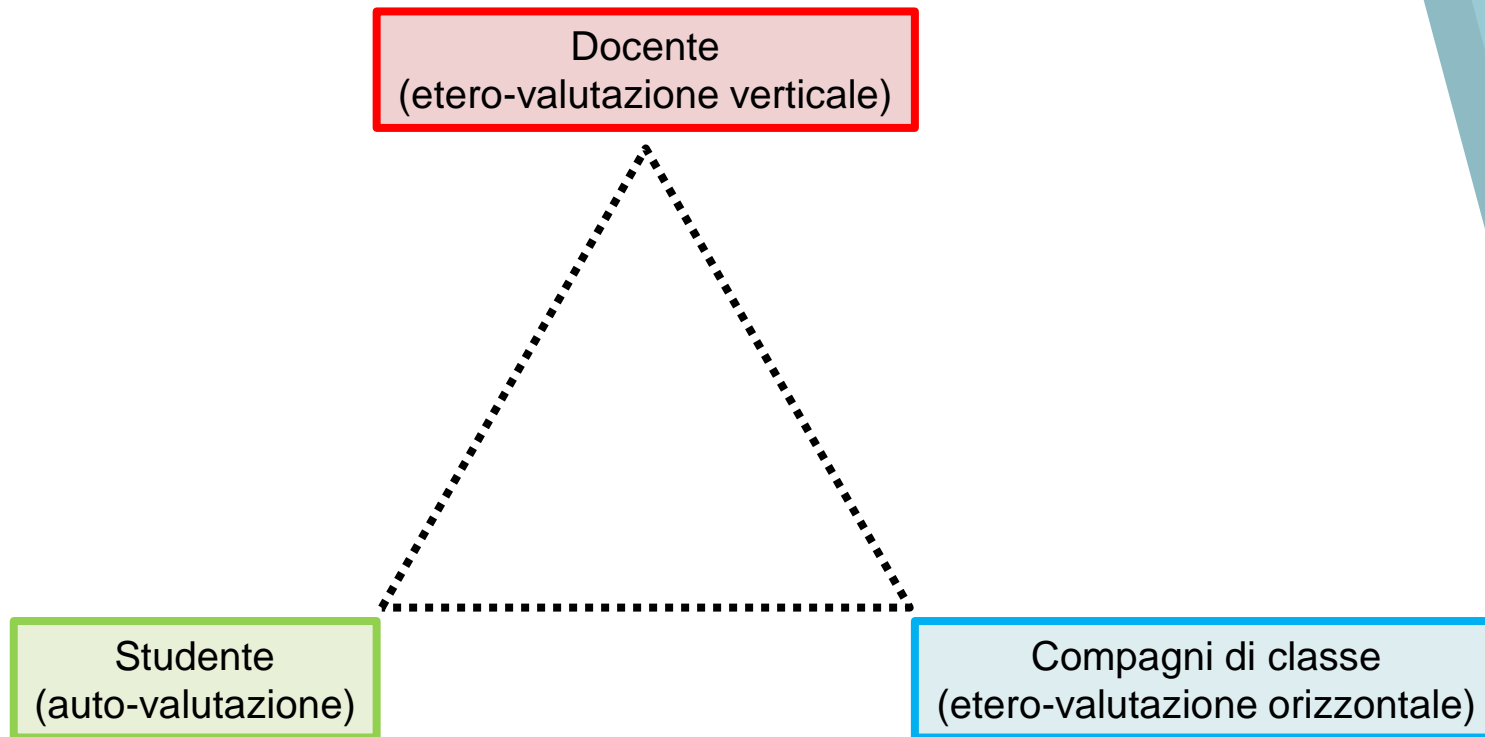 Docente
(etero-valutazione verticale)
Studente
(auto-valutazione)
Compagni di classe
(etero-valutazione orizzontale)